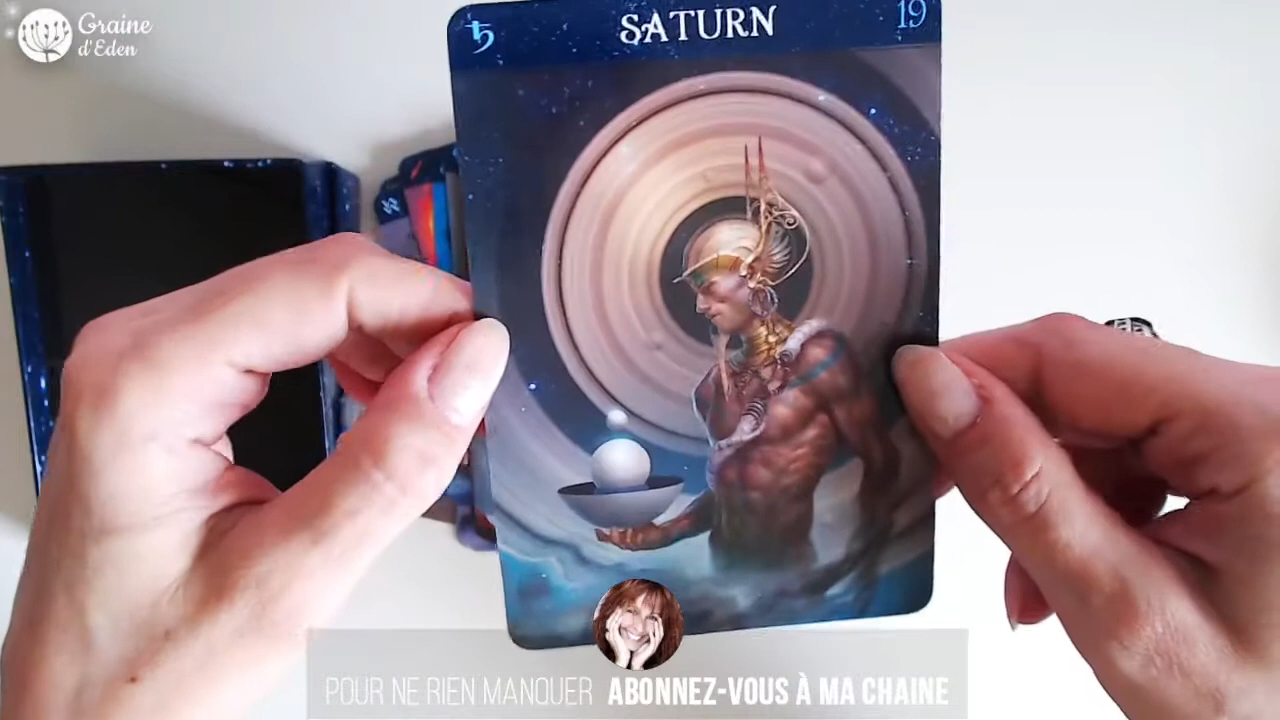 Graine
d'Eden
SATURN
19
POUR NE RIEN MANQUER ABONNEZ-VOUS À MA CHAINE